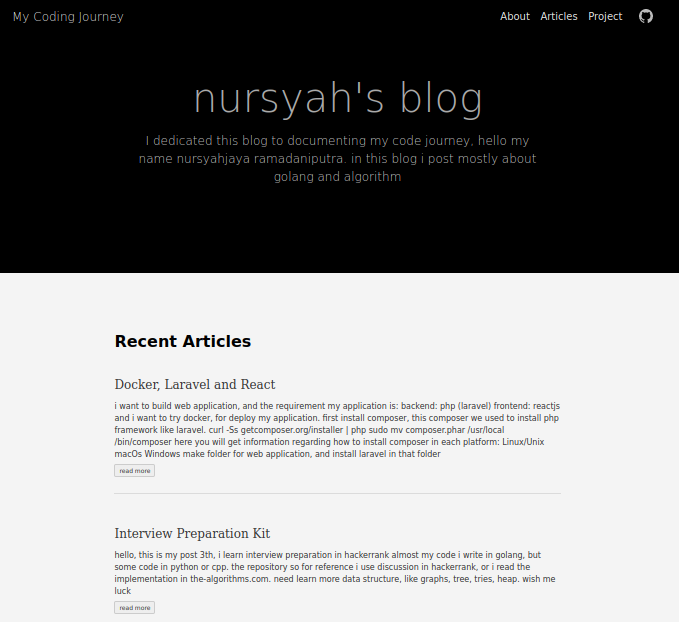 My Coding Journey
About Articles Project
nursyah's blog
I dedicated this blog to documenting my code journey, hello my
name nursyahjaya ramadaniputra. in this blog i post mostly about
golang and algorithm
Recent Articles
Docker, Laravel and React
i want to build web application, and the requirement my application is: backend: php (laravel) frontend: reactjs
and i want to try docker, for deploy my application. first install composer, this composer we used to install php
framework like laravel. curl -Ss getcomposer.org/installer | php sudo mv composer.phar /usr/local
/bin/composer here you will get information regarding how to install composer in each platform: Linux/Unix
macOs Windows make folder for web application, and install laravel in that folder
read more
Interview Preparation Kit
hello, this is my post 3th, i learn interview preparation in hackerrank almost my code i write in golang, but
some code in python or cpp. the repository so for reference i use discussion in hackerrank, or i read the
implementation in the-algorithms.com. need learn more data structure, like graphs, tree, tries, heap. wish me
luck
read more